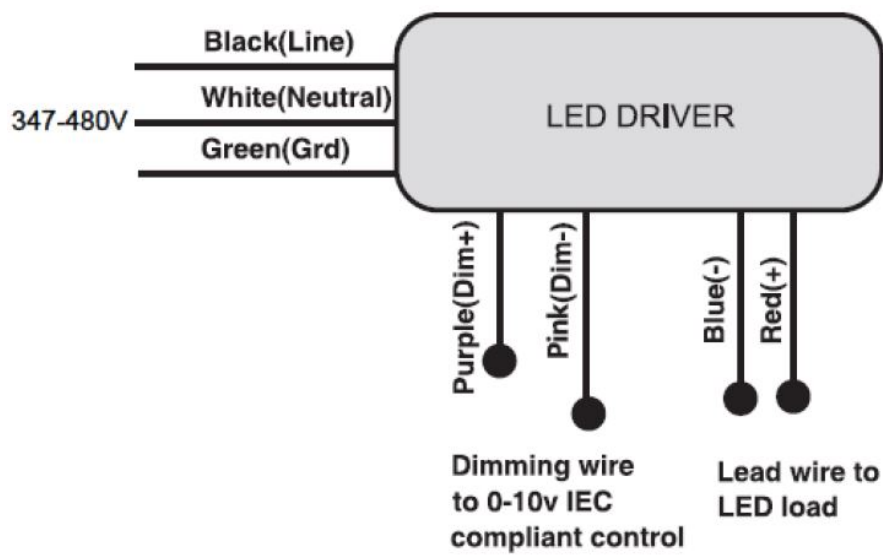 Black(Line)
White(Neutral)
347-480V
Green(Grd)
LED DRIVER
Purple(Dim+)
Pink(Dim-)
Blue(-)
Red(+)
Dimming wire
to 0-10v IEC
compliant control
Lead wire to
LED load